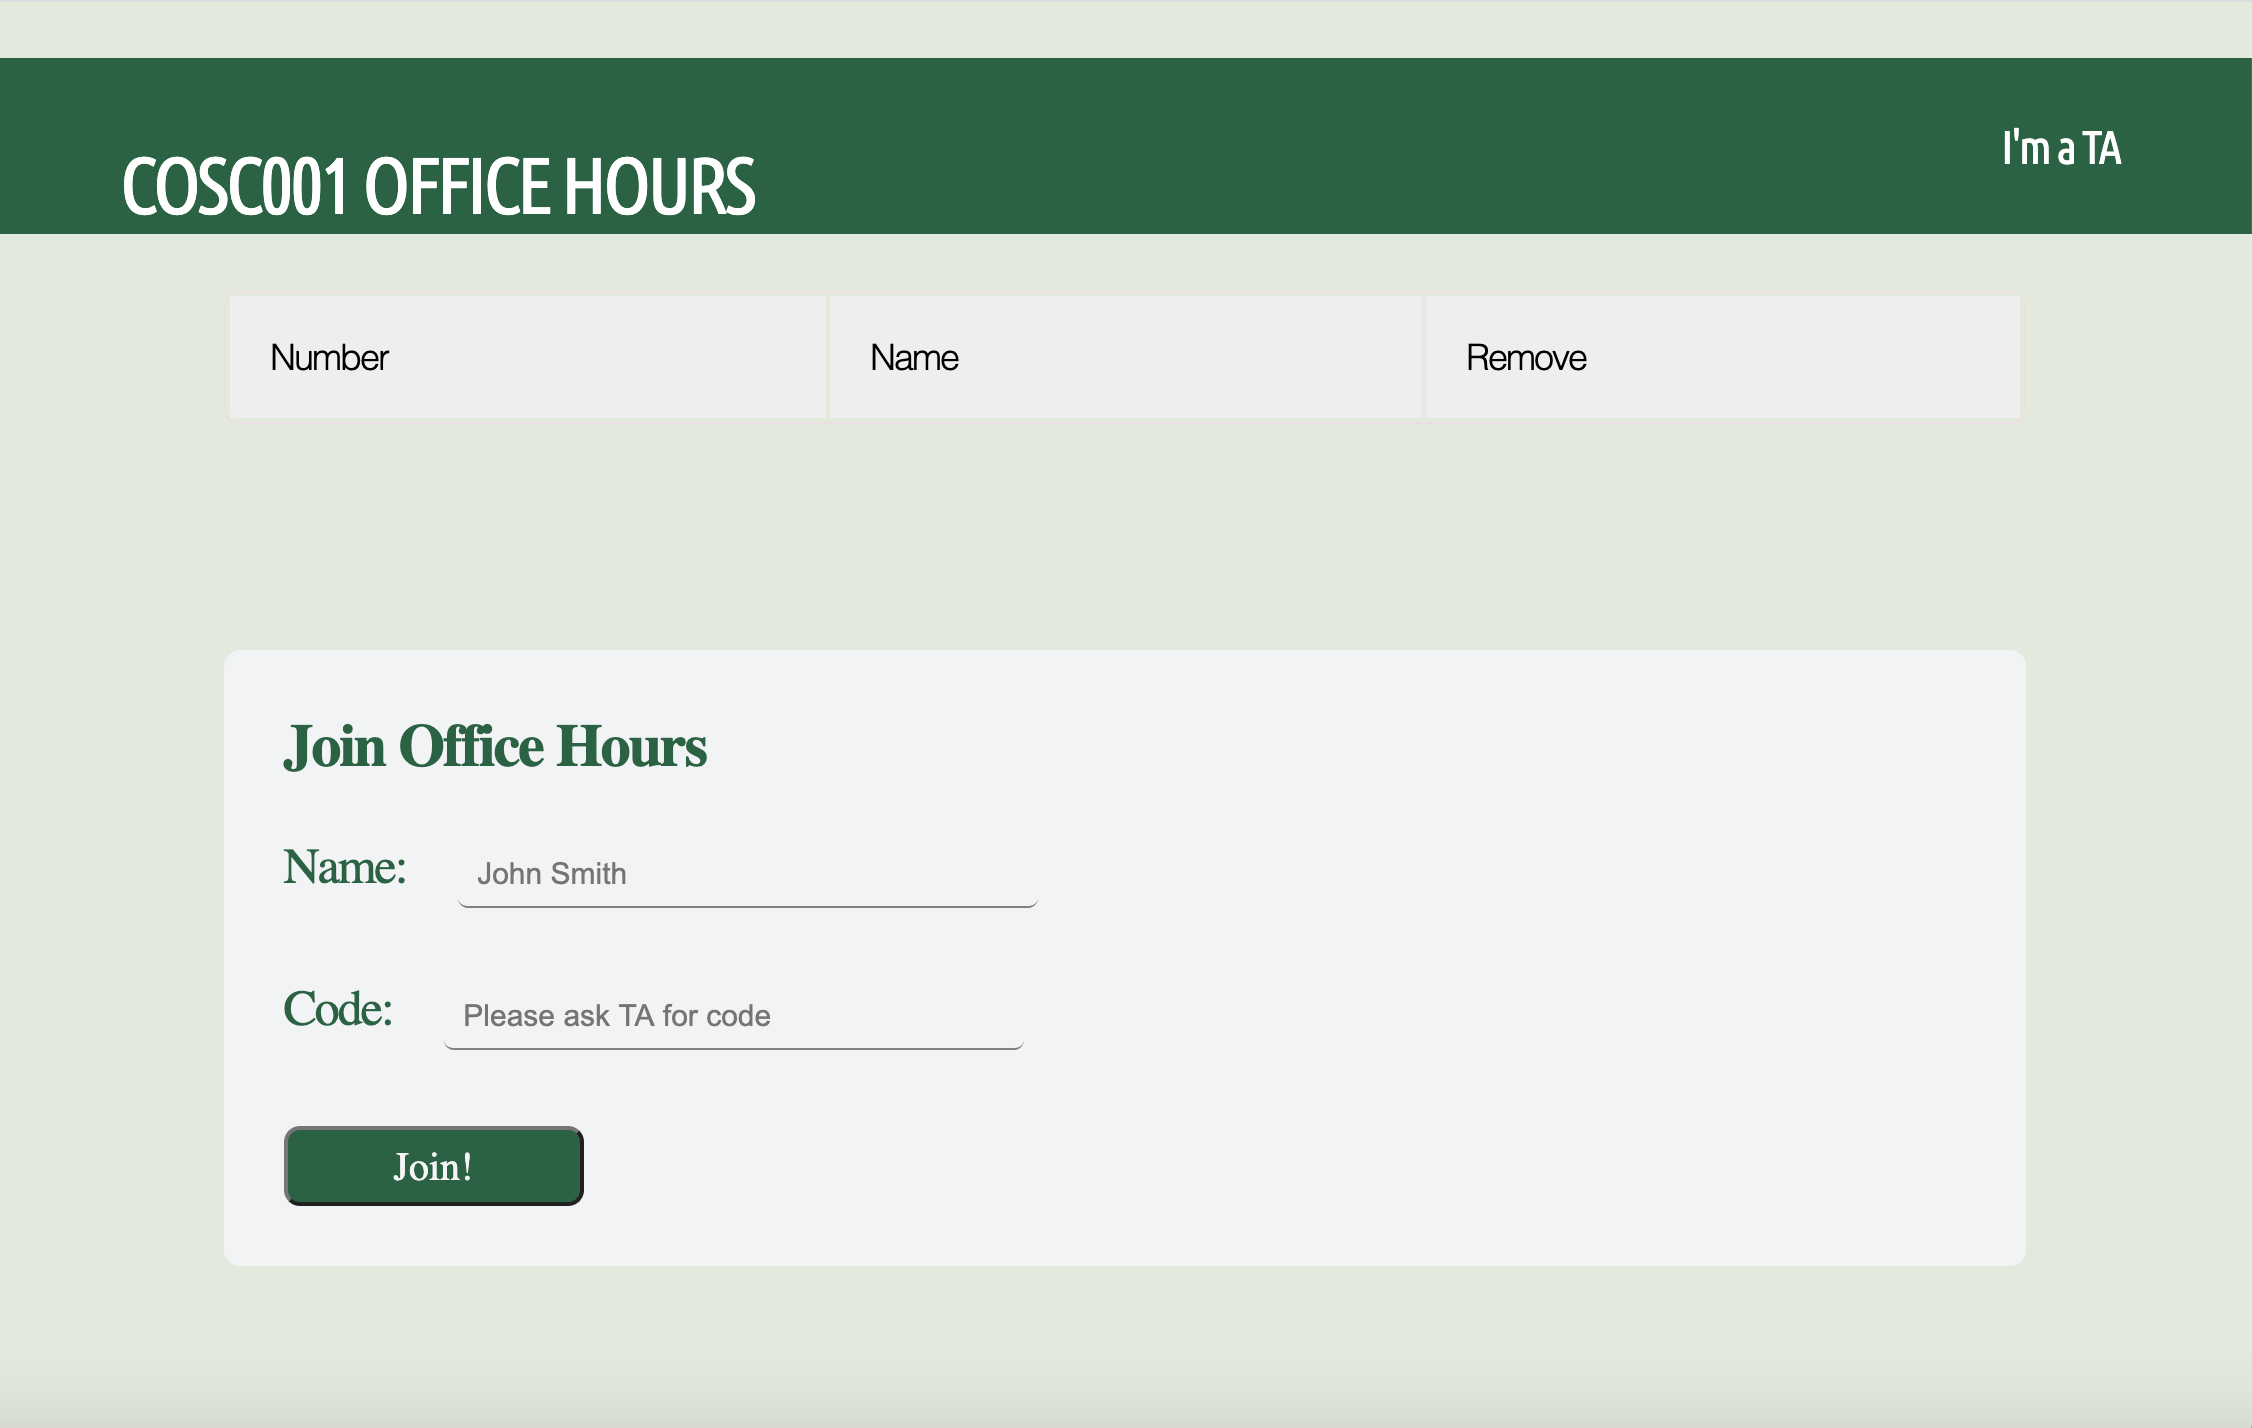 COSC001 OFFICE HOURS
I'm a TA
Number Name Remove
Join Office Hours
Name: John Smith
Code: Please ask TA for code
Join!